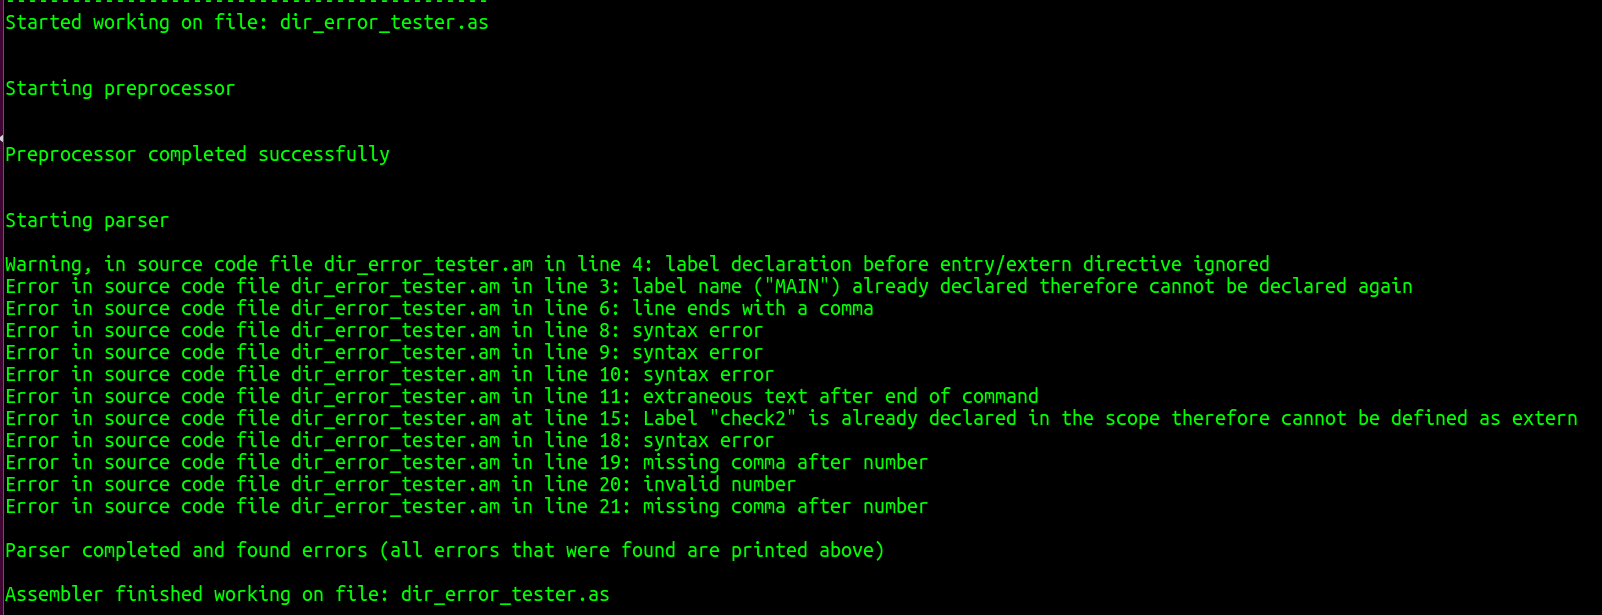 --------------------------------------------
Started working on file: dir_error_tester.as
Starting preprocessor
Preprocessor completed successfully
Starting parser
Warning, in source code file dir_error_tester.am in line 4: label declaration before entry/extern directive ignored
Error in source code file dir_error_tester.am in line 3: label name ("MAIN") already declared therefore cannot be declared again
Error in source code file dir_error_tester.am in line 6: line ends with a comma
Error in source code file dir_error_tester.am in line 8: syntax error
Error in source code file dir_error_tester.am in line 9: syntax error
Error in source code file dir_error_tester.am in line 10: syntax error
Error in source code file dir_error_tester.am in line 11: extraneous text after end of command
Error in source code file dir_error_tester.am at line 15: Label "check2" is already declared in the scope therefore cannot be defined as extern
Error in source code file dir_error_tester.am in line 18: syntax error
Error in source code file dir_error_tester.am in line 19: missing comma after number
Error in source code file dir_error_tester.am in line 20: invalid number
Error in source code file dir_error_tester.am in line 21: missing comma after number
Parser completed and found errors (all errors that were found are printed above)
Assembler finished working on file: dir_error_tester.as